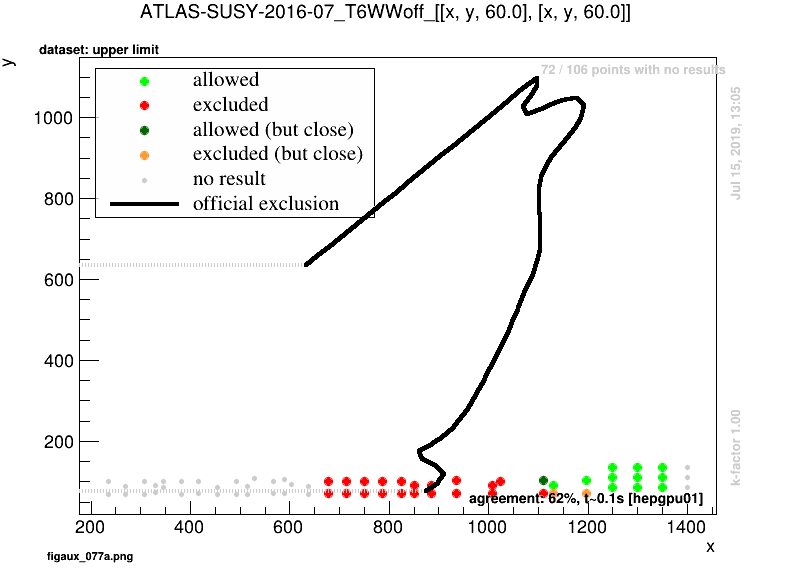 ATLAS-SUSY-2016-07_T6WWoff_[[x, y, 60.0], [x, y, 60.0]]
dataset: upper limit
y
72 / 106 points with no results
allowed
excluded
allowed (but close)
excluded (but close)
no result
official exclusion
1000
800
600
400
200
Jul 15, 2019, 13:05
k-factor 1.00
agreement: 62%, t~0.1s [hepgpu01]
200 400 600 800 1000 1200 1400
x
figaux_077a.png